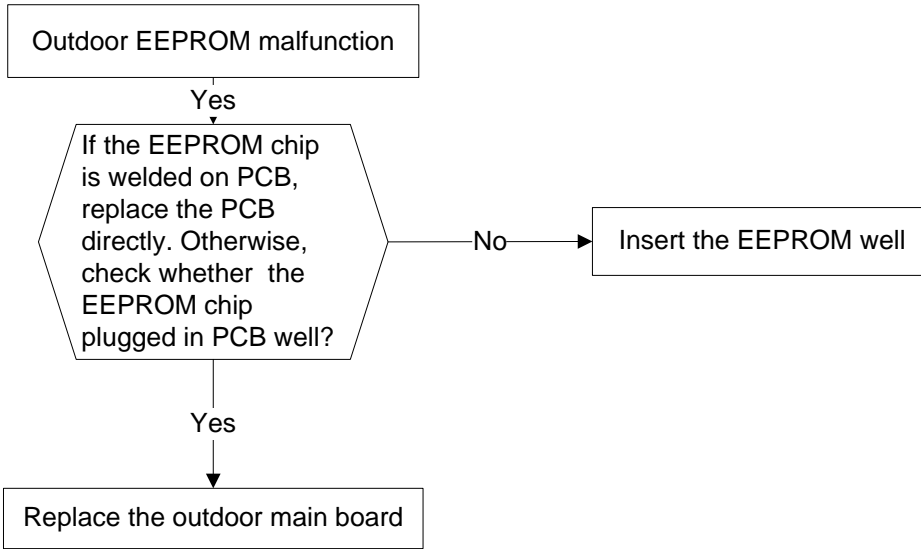 Outdoor EEPROM malfunction
Yes
If the EEPROM chip
is welded on PCB,
replace the PCB
directly. Otherwise,
check whether  the
EEPROM chip
plugged in PCB well?
No
Insert the EEPROM well
Yes
Replace the outdoor main board